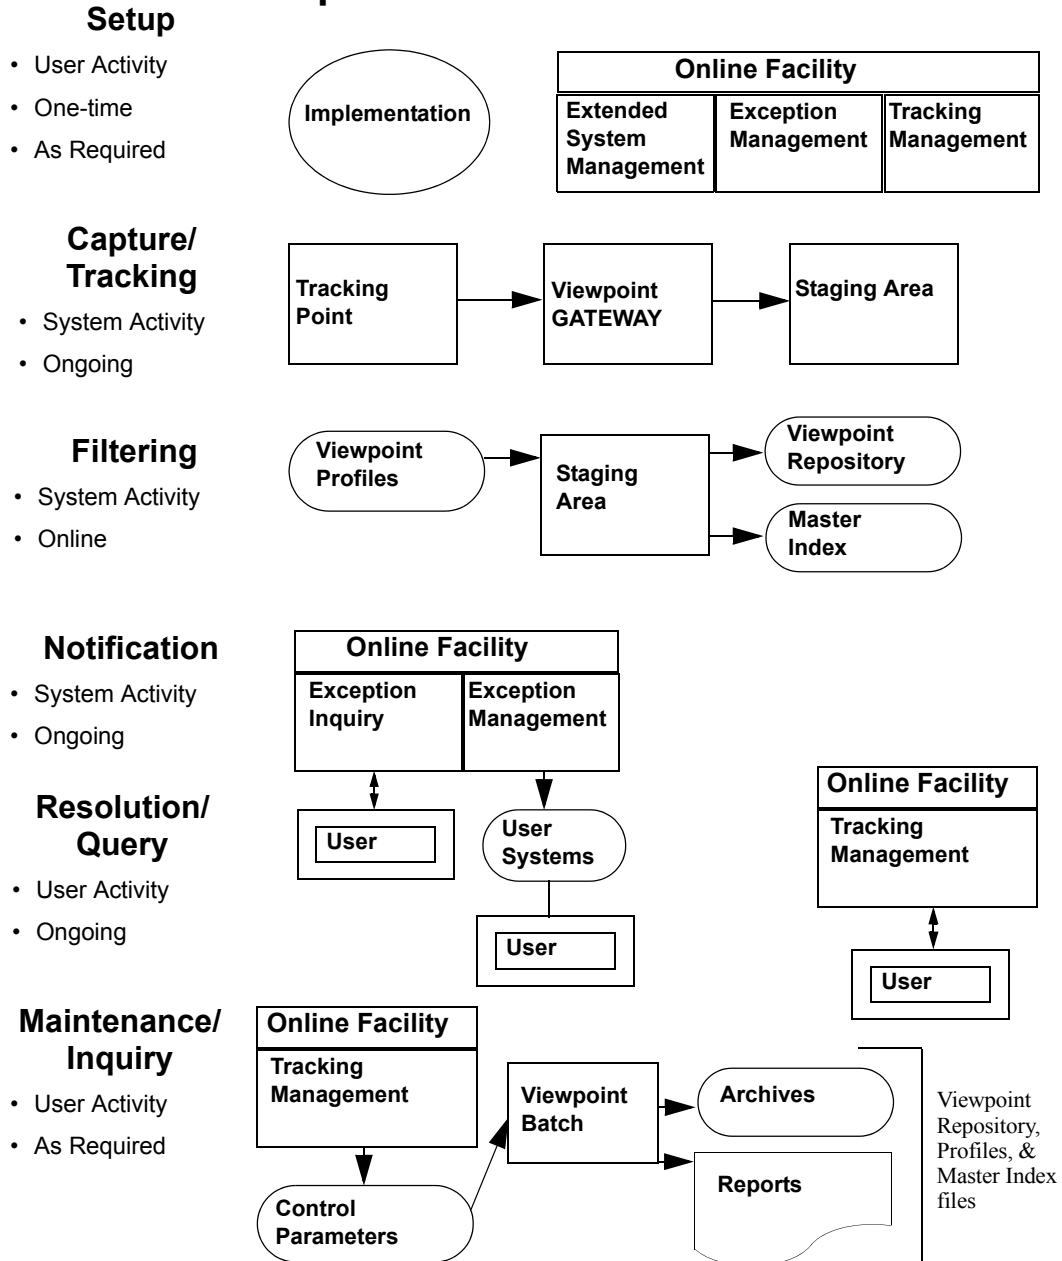 Setup
• User Activity
• One-time
• As Required
Implementation
Online Facility
Extended
System
Management
Exception
Management
Tracking
Management
Capture/
Tracking
• System Activity
• Ongoing
Tracking
Point
Viewpoint
GATEWAY
Staging Area
Filtering
• System Activity
• Online
Viewpoint
Profiles
Staging
Area
Viewpoint
Repository
Master
Index
Notification
• System Activity
• Ongoing
Online Facility
Exception
Inquiry
Exception
Management
Resolution/
Query
• User Activity
• Ongoing
User
User
Systems
User
Online Facility
Tracking
Management
User
Maintenance/
Inquiry
• User Activity
• As Required
Online Facility
Tracking
Management
Control
Parameters
Viewpoint
Batch
Archives
Reports
Viewpoint
Repository,
Profiles, &
Master Index
files